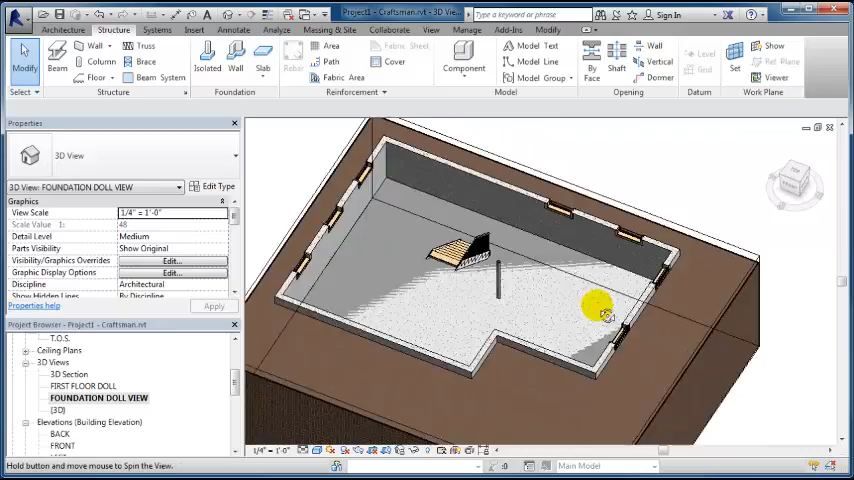 Project1 - Craftsman.rvt - 3D Vi...
Type a keyword or phrase
Sign In
Architecture Structure Systems Insert Annotate Analyze Massing & Site Collaborate View Manage Add-Ins Modify
Modify
Beam
Wall
Column
Floor
Truss
Brace
Beam System
Isolated
Wall
Slab
Rebar
Area
Path
Fabric Area
Fabric Sheet
Cover
Component
Model Text
Model Line
Model Group
By Face
Shaft
Wall
Vertical
Dormer
Level
Grid
Set
Show
Ref Plane
Viewer
Select Structure Foundation Reinforcement Model Opening Datum Work Plane
Properties
3D View
3D View: FOUNDATION DOLL VIEW
Edit Type
Graphics
View Scale 1/4" = 1'-0"
Scale Value 1: 48
Detail Level Medium
Parts Visibility Show Original
Visibility/Graphics Overrides Edit...
Graphic Display Options Edit...
Discipline Architectural
Show Hidden Lines By Discipline
Properties help
Apply
Project Browser - Project1 - Craftsman.rvt
T.O.S.
Ceiling Plans
3D Views
3D Section
FIRST FLOOR DOLL
FOUNDATION DOLL VIEW
{3D}
Elevations (Building Elevation)
BACK
FRONT
TOP
FRONT
1/4" = 1'-0"
Hold button and move mouse to Spin the View.
:0
Main Model